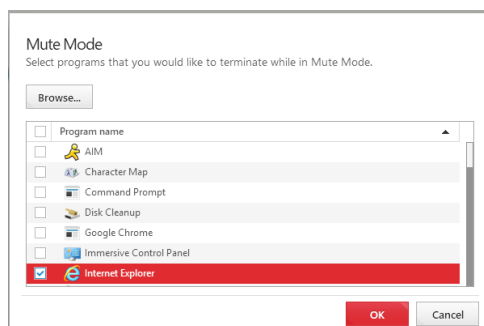 Mute Mode
Select programs that you would like to terminate while in Mute Mode.
Browse...
Program name
AIM
Character Map
Command Prompt
Disk Cleanup
Google Chrome
Immersive Control Panel
Internet Explorer
OK Cancel